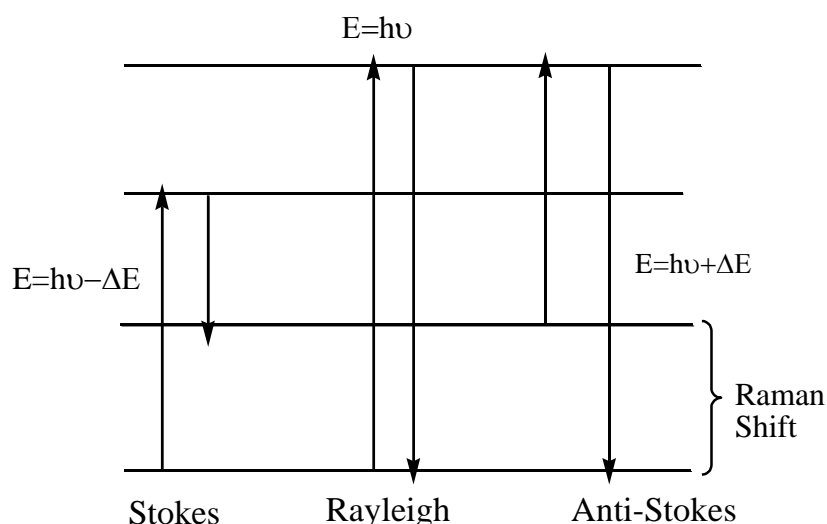 E=hυ
E=hυ−ΔE
E=hυ+ΔE
Raman
Shift
Stokes
Rayleigh
Anti-Stokes